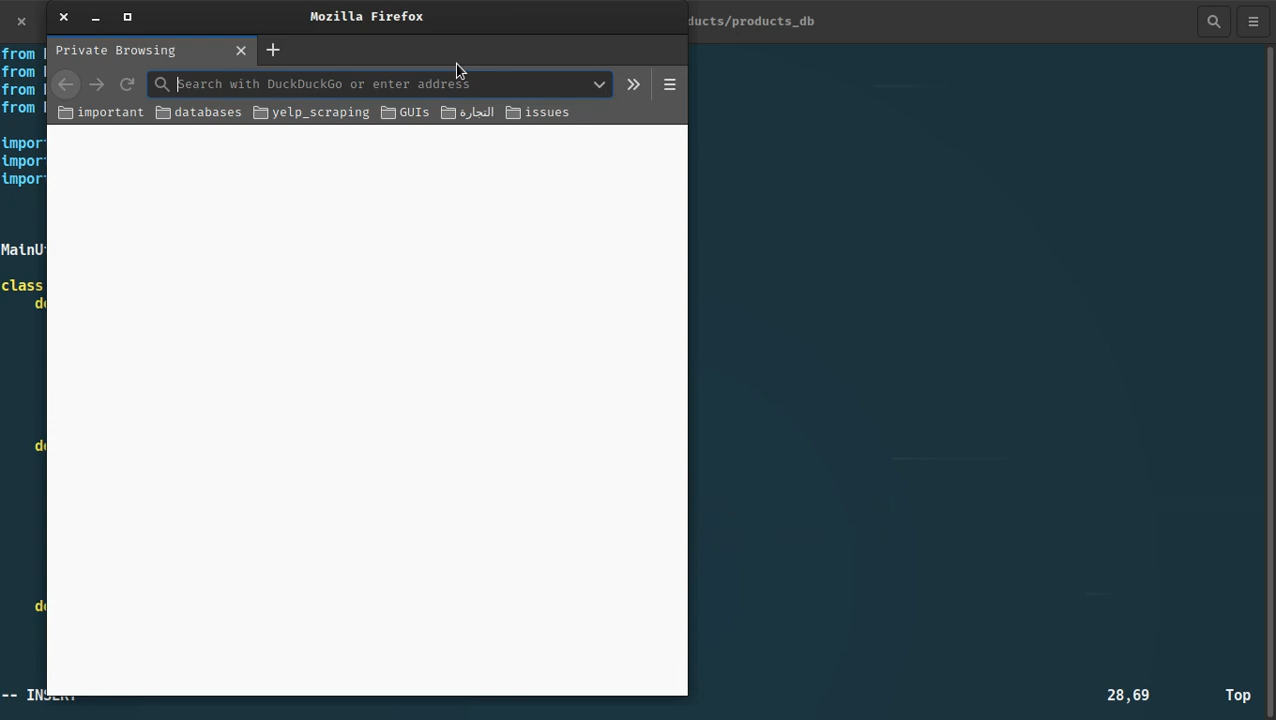 Mozilla Firefox
ducts/products_db
Private Browsing
Search with DuckDuckGo or enter address
important databases yelp_scraping GUIs التجارة issues
from
from
from
from
impor
impor
impor
MainU
class
de
de
de
-- INSERT 28,69 Top